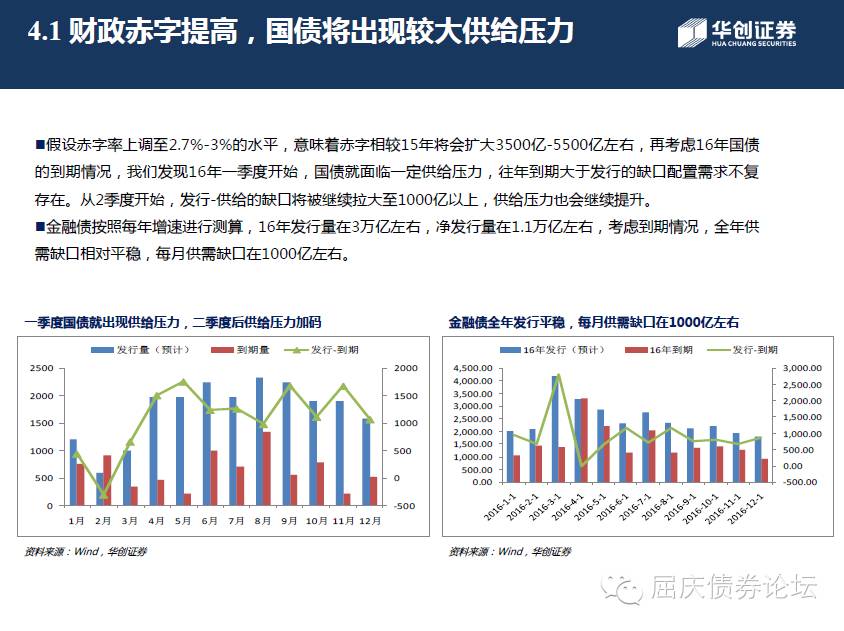 4.1 财政赤字提高，国债将出现较大供给压力
华创证券
HUA CHUANG SECURITIES
■假设赤字率上调至2.7%-3%的水平，意味着赤字相较15年将会扩大3500亿-5500亿左右，再考虑16年国债
的到期情况，我们发现16年一季度开始，国债就面临一定供给压力，往年到期大于发行的缺口配置需求不复
存在。从2季度开始，发行-供给的缺口将被继续拉大至1000亿以上，供给压力也会继续提升。
■金融债按照每年增速进行测算，16年发行量在3万亿左右，净发行量在1.1万亿左右，考虑到期情况，全年供
需缺口相对平稳，每月供需缺口在1000亿左右。
一季度国债就出现供给压力，二季度后供给压力加码
发行量（预计） 到期量 发行-到期
2500 2000
2000 1500
1500 1000
1000 500
500 0
0 -500
1月 2月 3月 4月 5月 6月 7月 8月 9月 10月 11月 12月
资料来源：Wind，华创证券
金融债全年发行平稳，每月供需缺口在1000亿左右
16年发行（预计） 16年到期 发行-到期
4,500.00 3,000.00
4,000.00 2,500.00
3,500.00 2,000.00
3,000.00 1,500.00
2,500.00 1,000.00
2,000.00 500.00
1,500.00 0.00
1,000.00 -500.00
500.00
0.00
2016-1-1 2016-2-1 2016-3-1 2016-4-1 2016-5-1 2016-6-1 2016-7-1 2016-8-1 2016-9-1 2016-10-1 2016-11-1 2016-12-1
资料来源：Wind，华创证券
屈庆债券论坛